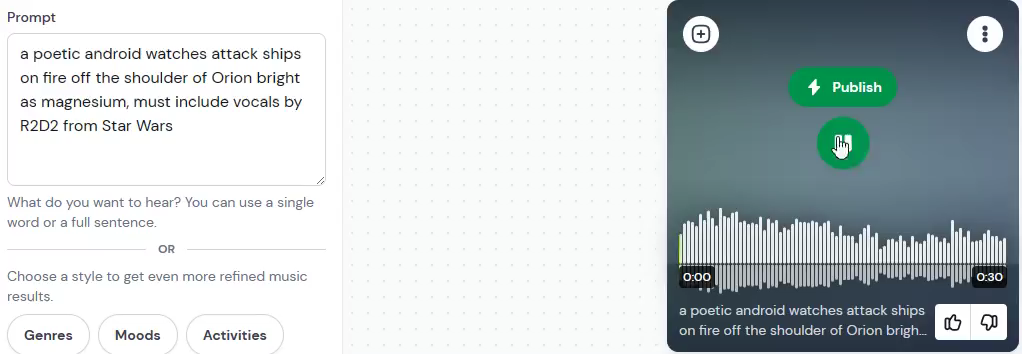 Prompt
a poetic android watches attack ships
on fire off the shoulder of Orion bright
as magnesium, must include vocals by
R2D2 from Star Wars
What do you want to hear? You can use a single
word or a full sentence.
OR
Choose a style to get even more refined music
results.
Genres
Moods
Activities
Publish
0:00
0:30
a poetic android watches attack ships
on fire off the shoulder of Orion brigh...